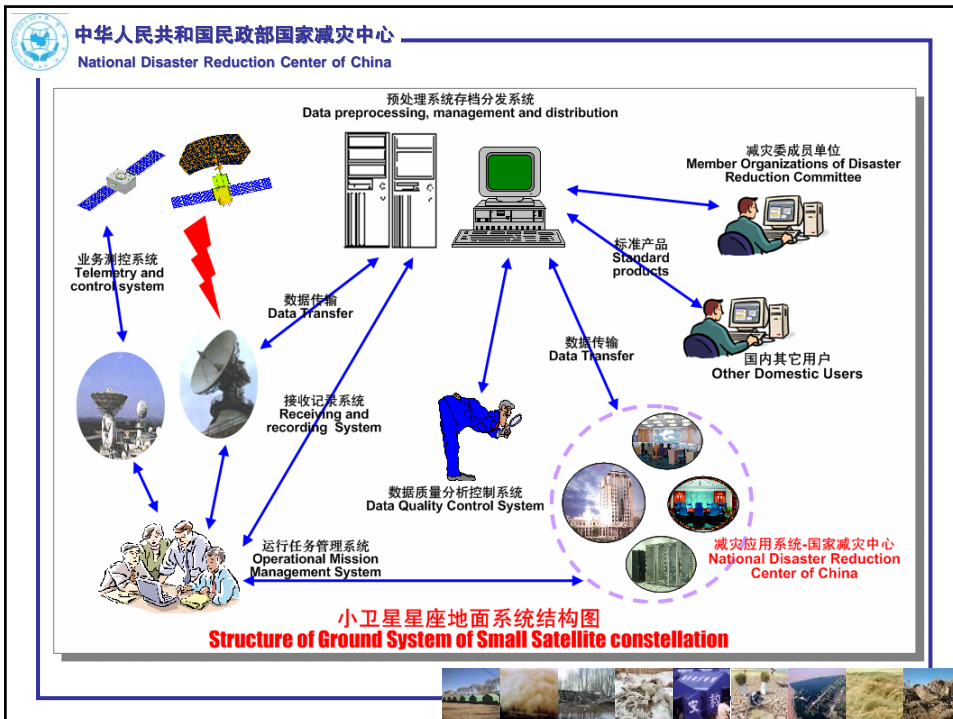 中华人民共和国民政部国家减灾中心
National Disaster Reduction Center of China
预处理系统存档分发系统
Data preprocessing, management and distribution
减灾委成员单位
Member Organizations of Disaster
Reduction Committee
业务测控系统
Telemetry and
control system
标准产品
Standard
products
数据传输
Data Transfer
数据传输
Data Transfer
国内其它用户
Other Domestic Users
接收记录系统
Receiving and
recording System
数据质量分析控制系统
Data Quality Control System
运行任务管理系统
Operational Mission
Management System
减灾应用系统-国家减灾中心
National Disaster Reduction
Center of China
小卫星星座地面系统结构图
Structure of Ground System of Small Satellite constellation